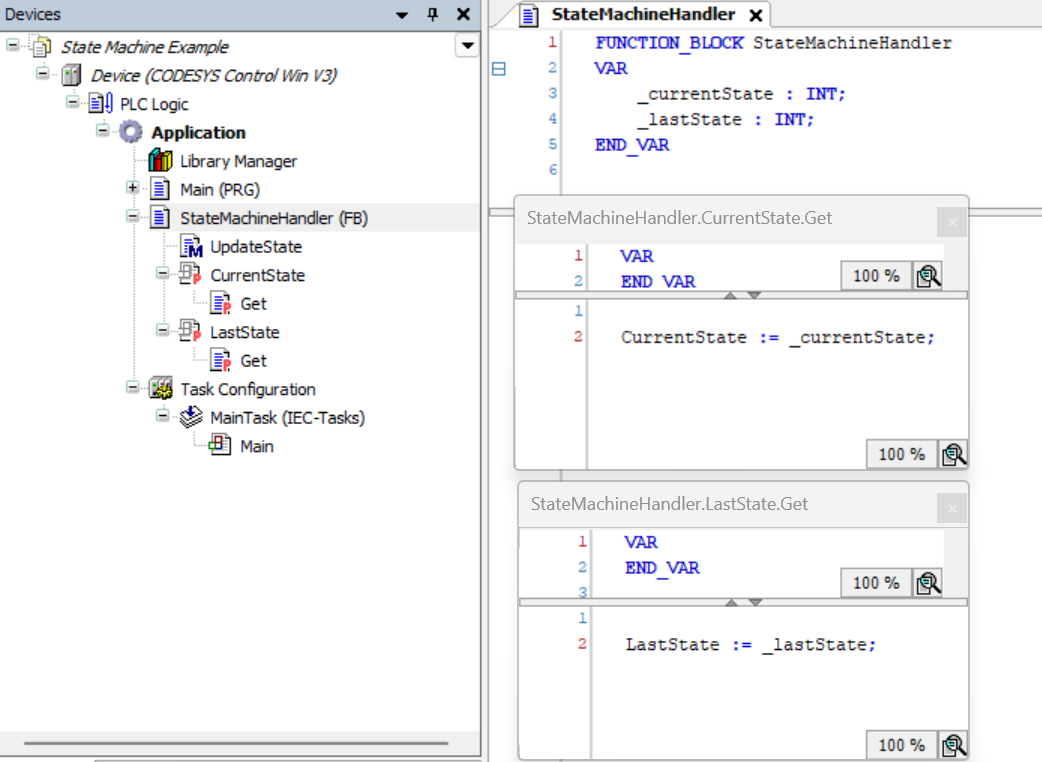 Devices
State Machine Example
Device (CODESYS Control Win V3)
PLC Logic
Application
Library Manager
Main (PRG)
StateMachineHandler (FB)
UpdateState
CurrentState
Get
LastState
Get
Task Configuration
MainTask (IEC-Tasks)
Main
StateMachineHandler
1 FUNCTION_BLOCK StateMachineHandler
2 VAR
3 _currentState : INT;
4 _lastState : INT;
5 END_VAR
6
StateMachineHandler.CurrentState.Get
1 VAR
2 END_VAR
100 %
1
2 CurrentState := _currentState;
100 %
StateMachineHandler.LastState.Get
1 VAR
2 END_VAR
3
100 %
1
2 LastState := _lastState;
100 %